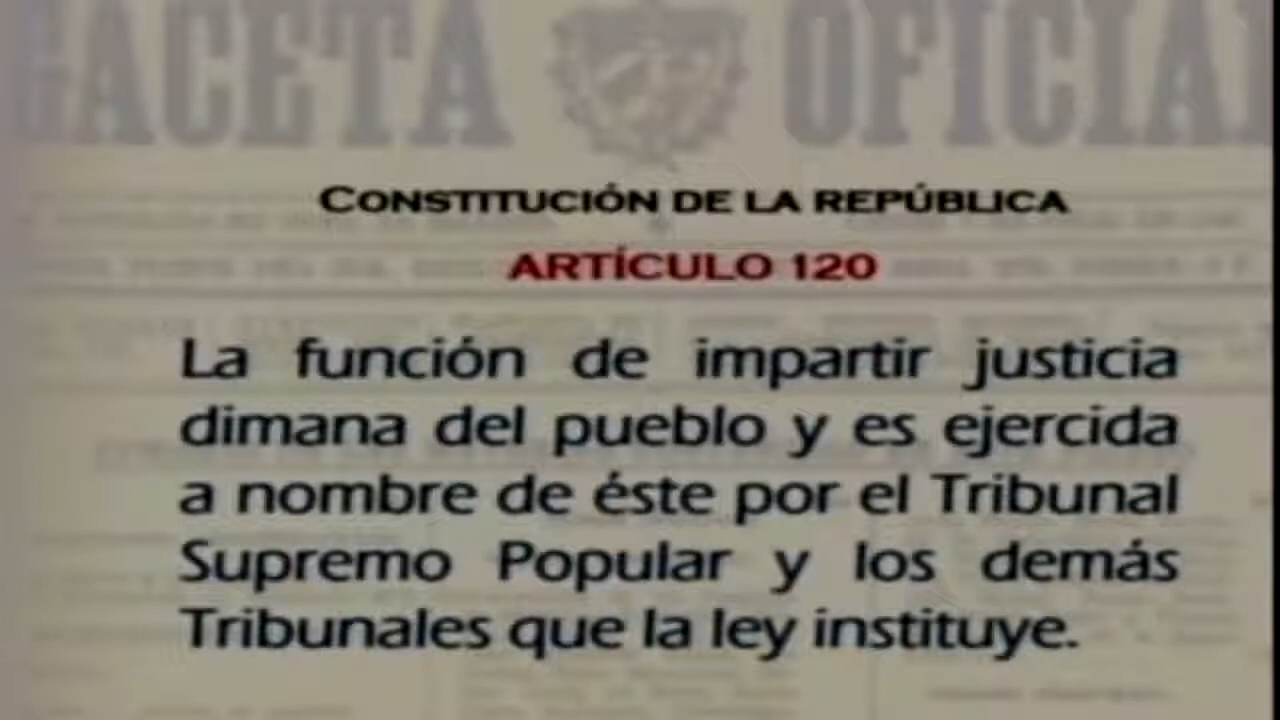 GACETA OFICIAL
CONSTITUCIÓN DE LA REPÚBLICA
ARTÍCULO 120
La función de impartir justicia
dimana del pueblo y es ejercida
a nombre de éste por el Tribunal
Supremo Popular y los demás
Tribunales que la ley instituye.